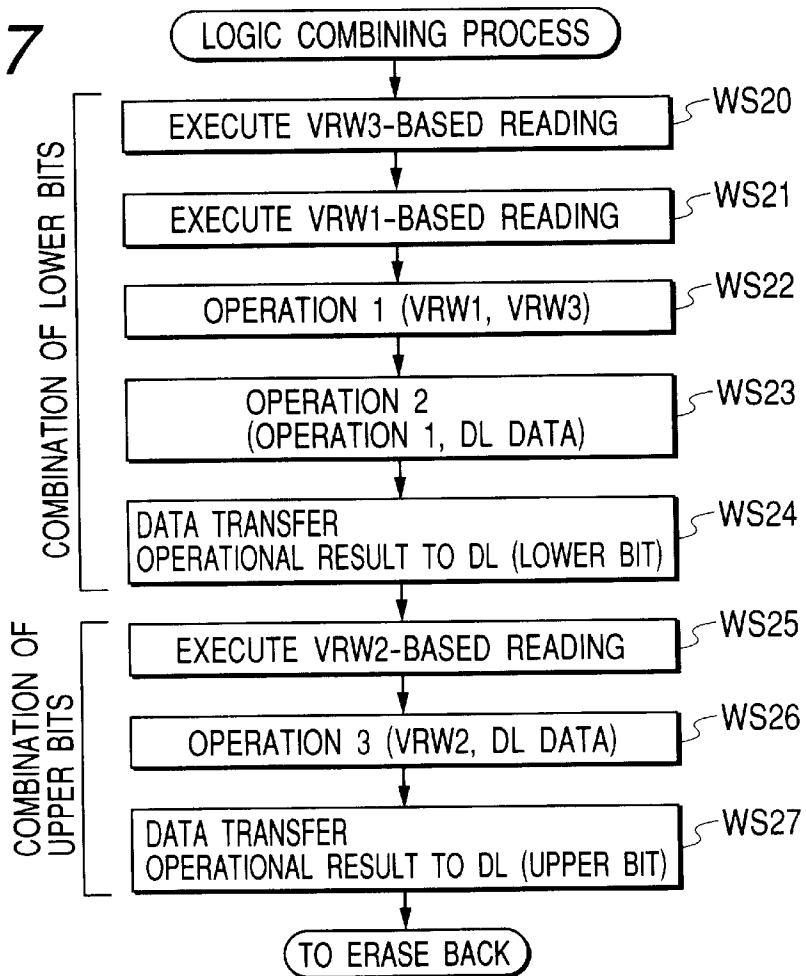 7
LOGIC COMBINING PROCESS
COMBINATION OF LOWER BITS
EXECUTE VRW3-BASED READING
WS20
EXECUTE VRW1-BASED READING
WS21
OPERATION 1 (VRW1, VRW3)
WS22
OPERATION 2
(OPERATION 1, DL DATA)
WS23
DATA TRANSFER
OPERATIONAL RESULT TO DL (LOWER BIT)
WS24
COMBINATION OF
UPPER BITS
EXECUTE VRW2-BASED READING
WS25
OPERATION 3 (VRW2, DL DATA)
WS26
DATA TRANSFER
OPERATIONAL RESULT TO DL (UPPER BIT)
WS27
TO ERASE BACK